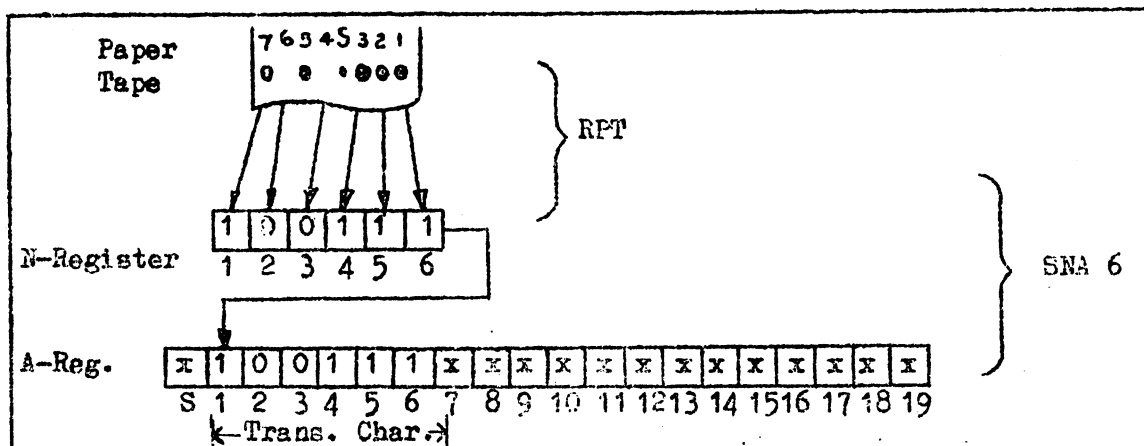 Paper
Tape
7 6 5 4 S 3 2 1
RPT
1 0 0 1 1 1
N-Register
1 2 3 4 5 6
SNA 6
A-Reg.
x 1 0 0 1 1 1 x x x x x x x x x x x x x
S 1 2 3 4 5 6 7 8 9 10 11 12 13 14 15 16 17 18 19
Trans. Char.